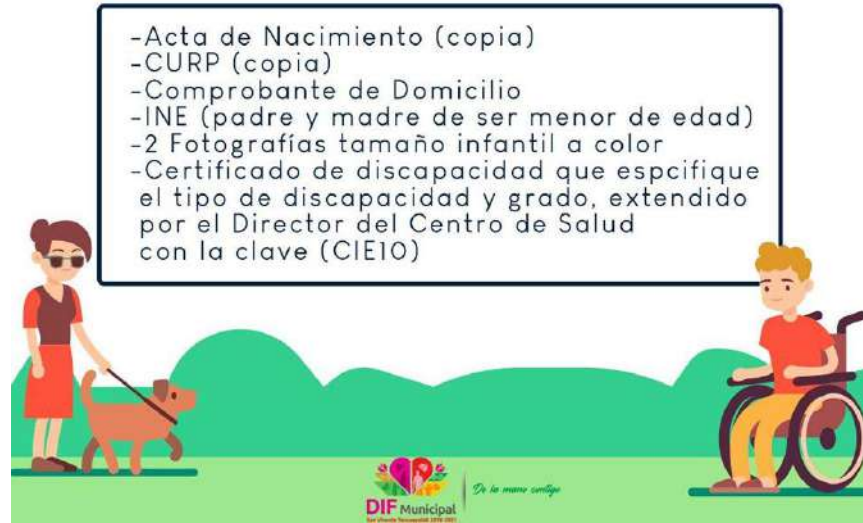 -Acta de Nacimiento (copia)
-CURP (copia)
-Comprobante de Domicilio
-INE (padre y madre de ser menor de edad)
-2 Fotografías tamaño infantil a color
-Certificado de discapacidad que espcifique
el tipo de discapacidad y grado, extendido
por el Director del Centro de Salud
con la clave (CIE10)
DIF Municipal
De la mano contigo